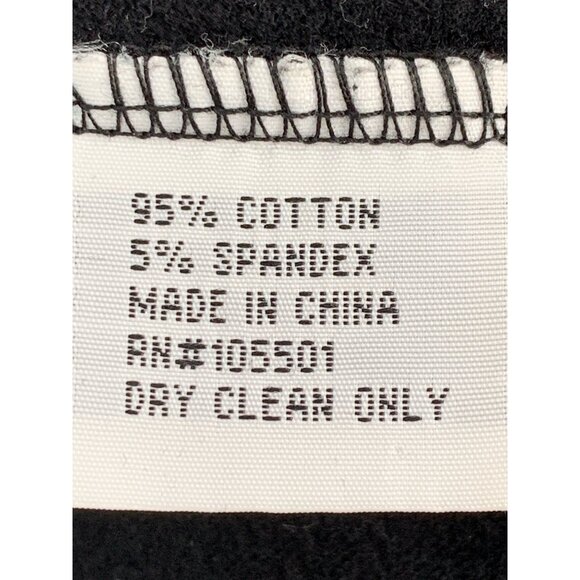 95% COTTON
5% SPANDEX
MADE IN CHINA
RN#105501
DRY CLEAN ONLY